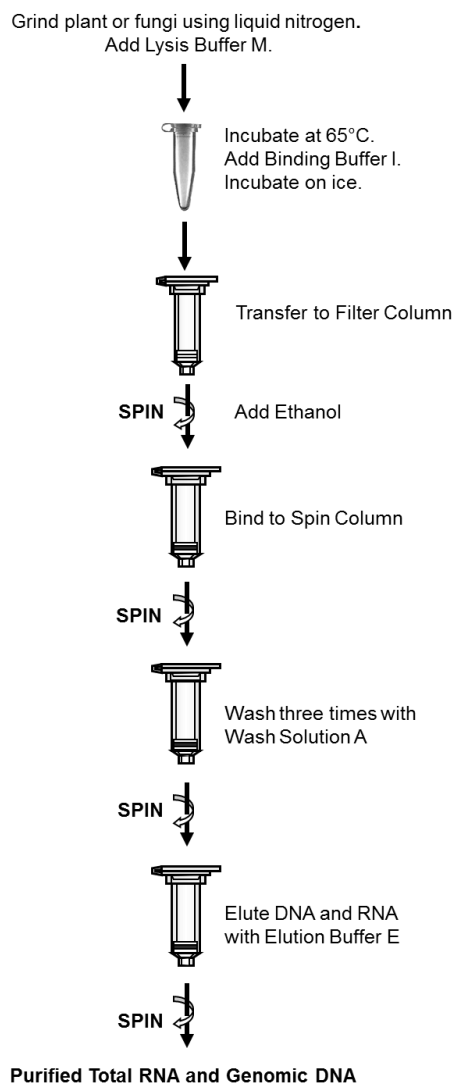 Grind plant or fungi using liquid nitrogen.
Add Lysis Buffer M.
Incubate at 65°C.
Add Binding Buffer I.
Incubate on ice.
Transfer to Filter Column
SPIN
Add Ethanol
Bind to Spin Column
SPIN
Wash three times with
Wash Solution A
SPIN
Elute DNA and RNA
with Elution Buffer E
SPIN
Purified Total RNA and Genomic DNA